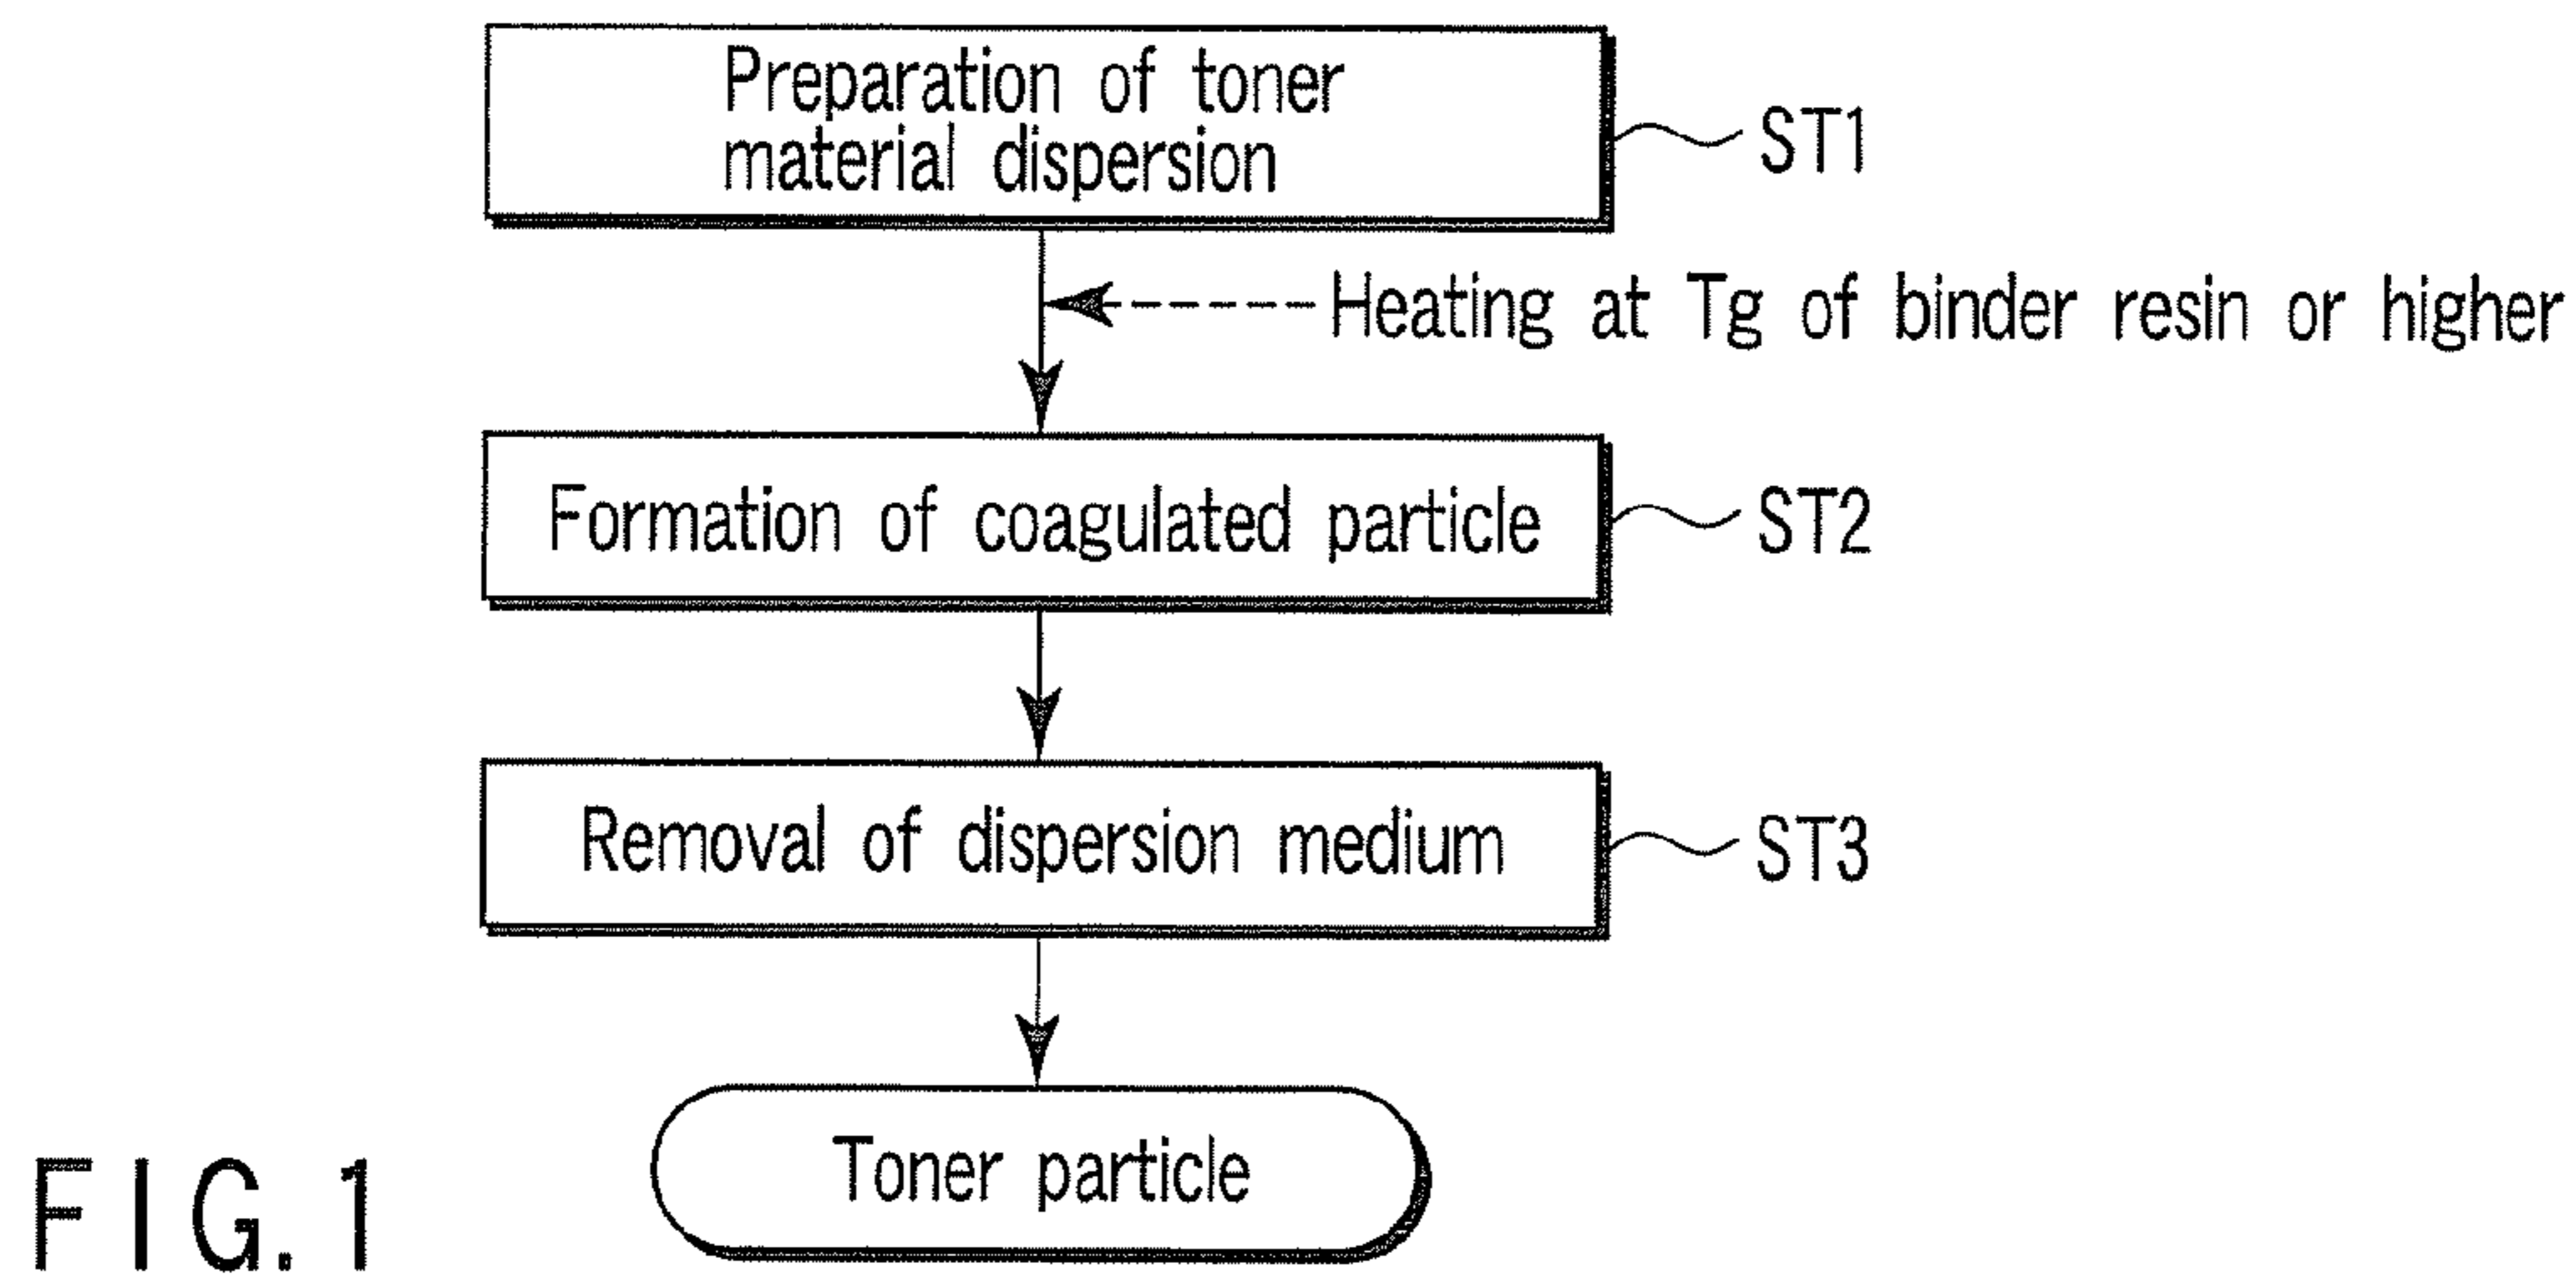 Preparation of toner
material dispersion
ST1
Heating at Tg of binder resin or higher
Formation of coagulated particle
ST2
Removal of dispersion medium
ST3
Toner particle
FIG.1